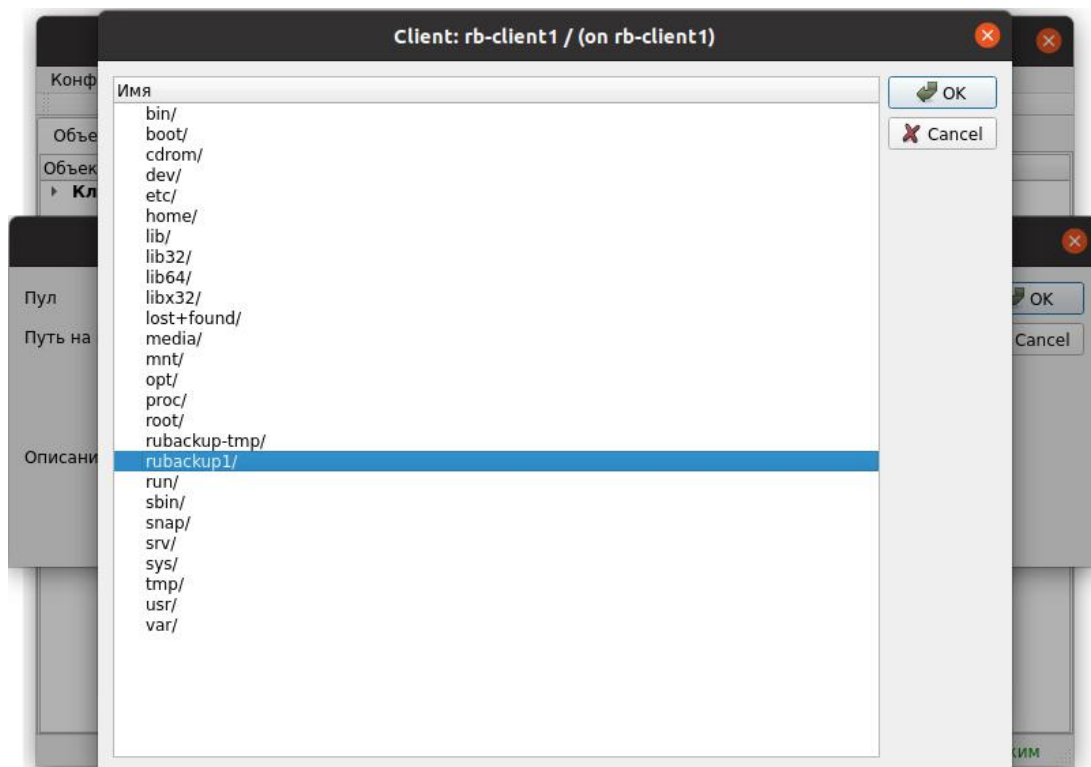 Client: rb-client1 / (on rb-client1)
Конф
Имя
OK
bin/
boot/
Объе
Cancel
cdrom/
Объек
dev/
Кл
etc/
home/
lib/
lib32/
lib64/
Пул
libx32/
OK
lost+found/
Путь на
media/
Cancel
mnt/
opt/
proc/
root/
rubackup-tmp/
Описани
rubackup1/
run/
sbin/
snap/
srv/
sys/
tmp/
usr/
var/